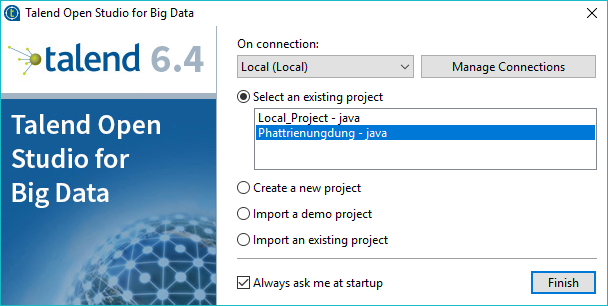 Talend Open Studio for Big Data
talend 6.4
Talend Open
Studio for
Big Data
On connection:
Local (Local)
Manage Connections
Select an existing project
Local_Project - java
Phattrienungdung - java
Create a new project
Import a demo project
Import an existing project
Always ask me at startup
Finish